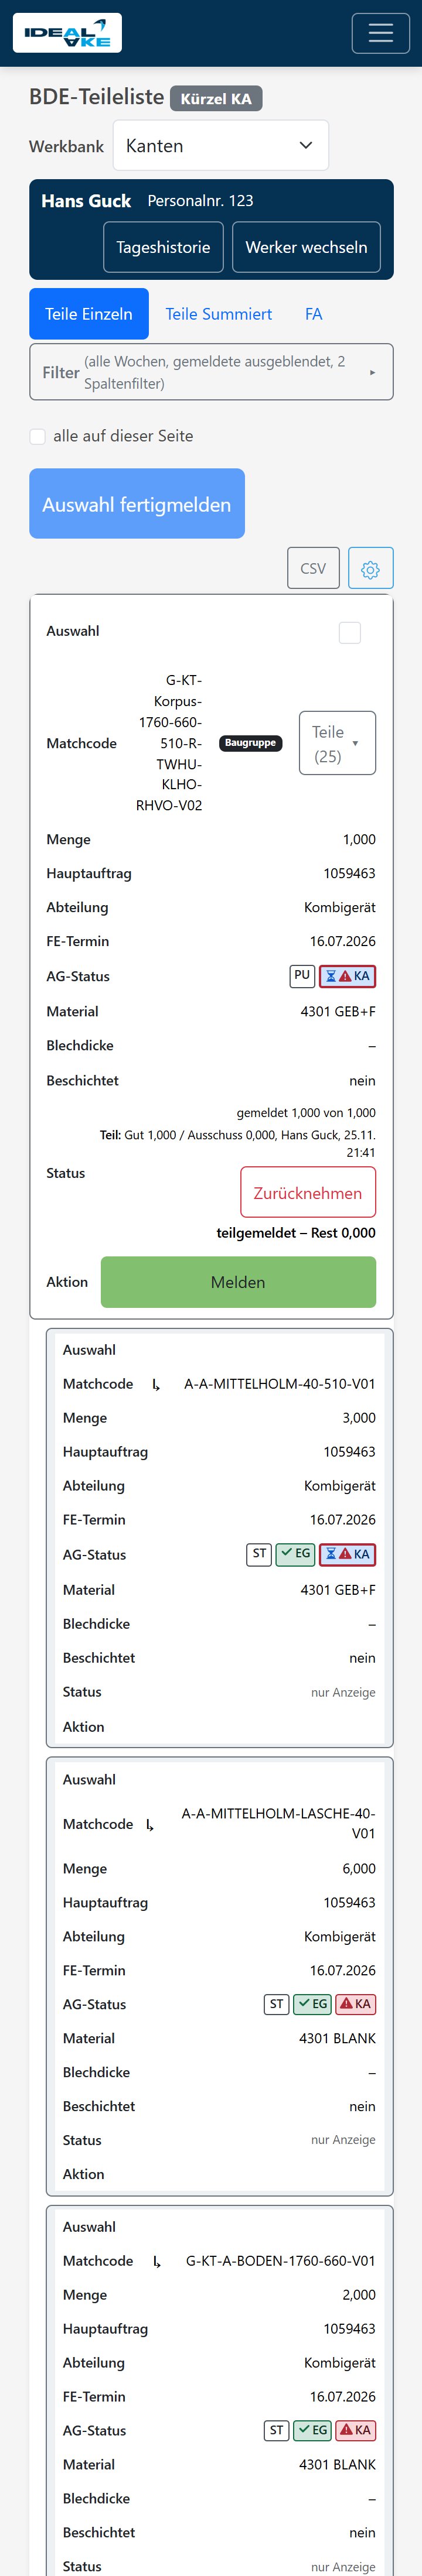 IDEAL AKE
BDE-Teileliste Kürzel KA
Werkbank Kanten
Hans Guck Personalnr. 123
Tageshistorie Werker wechseln
Teile Einzeln Teile Summiert FA
Filter (alle Wochen, gemeldete ausgeblendet, 2
Spaltenfilter)
alle auf dieser Seite
Auswahl fertigmelden
CSV
Auswahl
Matchcode G-KT-
Korpus-
1760-660-
510-R-
TWHU-
KLHO-
RHVO-V02
Baugruppe
Teile
(25)
Menge 1,000
Hauptauftrag 1059463
Abteilung Kombigerät
FE-Termin 16.07.2026
AG-Status PU KA
Material 4301 GEB+F
Blechdicke –
Beschichtet nein
gemeldet 1,000 von 1,000
Teil: Gut 1,000 / Ausschuss 0,000, Hans Guck, 25.11.
21:41
Status
Zurücknehmen
teilgemeldet – Rest 0,000
Aktion Melden
Auswahl
Matchcode ↳ A-A-MITTELHOLM-40-510-V01
Menge 3,000
Hauptauftrag 1059463
Abteilung Kombigerät
FE-Termin 16.07.2026
AG-Status ST EG KA
Material 4301 GEB+F
Blechdicke –
Beschichtet nein
Status nur Anzeige
Aktion
Auswahl
Matchcode ↳ A-A-MITTELHOLM-LASCHE-40-
V01
Menge 6,000
Hauptauftrag 1059463
Abteilung Kombigerät
FE-Termin 16.07.2026
AG-Status ST EG KA
Material 4301 BLANK
Blechdicke –
Beschichtet nein
Status nur Anzeige
Aktion
Auswahl
Matchcode ↳ G-KT-A-BODEN-1760-660-V01
Menge 2,000
Hauptauftrag 1059463
Abteilung Kombigerät
FE-Termin 16.07.2026
AG-Status ST EG KA
Material 4301 BLANK
Blechdicke –
Beschichtet nein
Status nur Anzeige